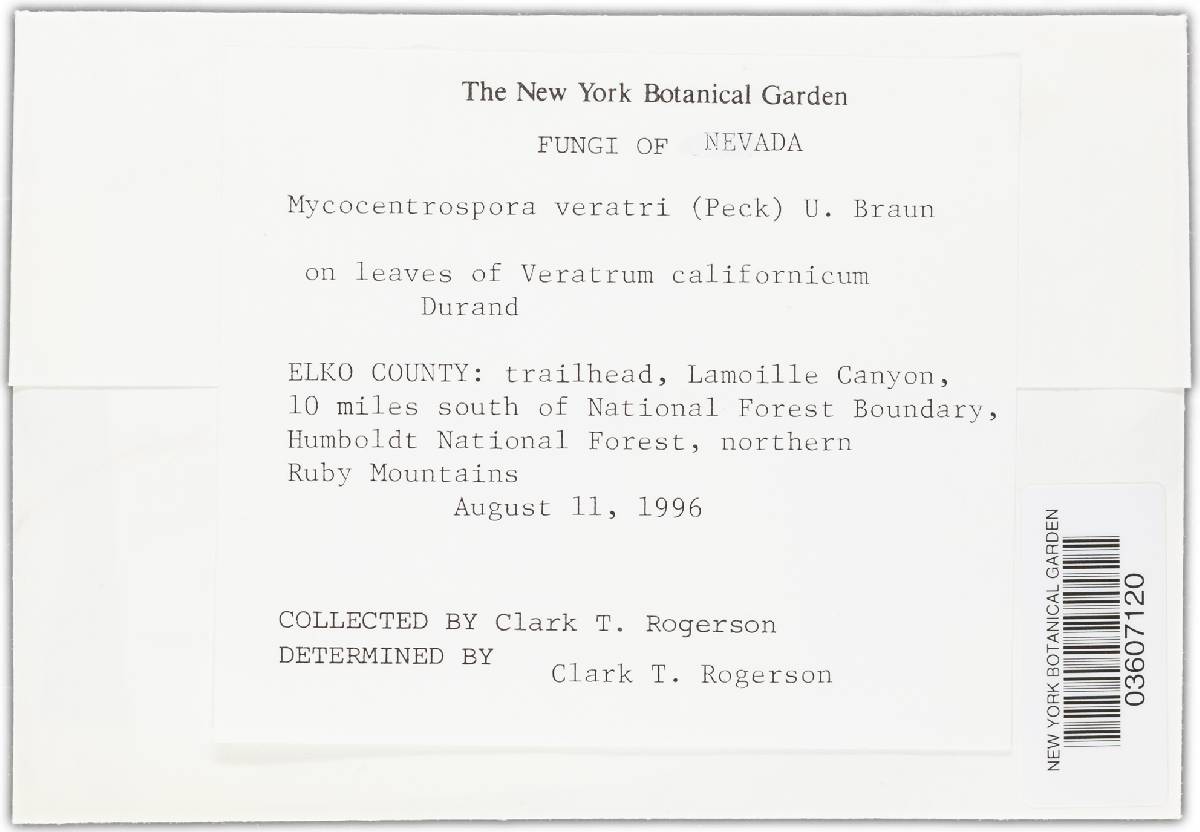 The New York Botanical Garden
FUNGI OF NEVADA
Mycocentrospora veratri (Peck) U. Braun
on leaves of Veratrum californicum
Durand
ELKO COUNTY: trailhead, Lamoille Canyon,
10 miles south of National Forest Boundary,
Humboldt National Forest, northern
Ruby Mountains
August 11, 1996
COLLECTED BY Clark T. Rogerson
DETERMINED BY
Clark T. Rogerson
NEW YORK BOTANICAL GARDEN
03607120